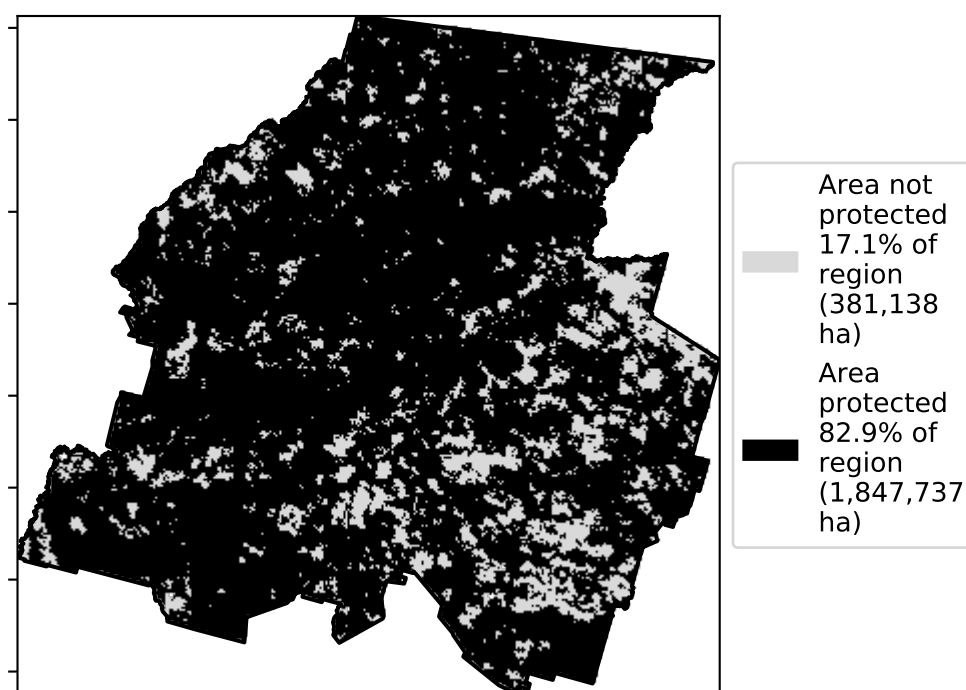 Area not
protected
17.1% of
region
(381,138
ha)
Area
protected
82.9% of
region
(1,847,737
ha)